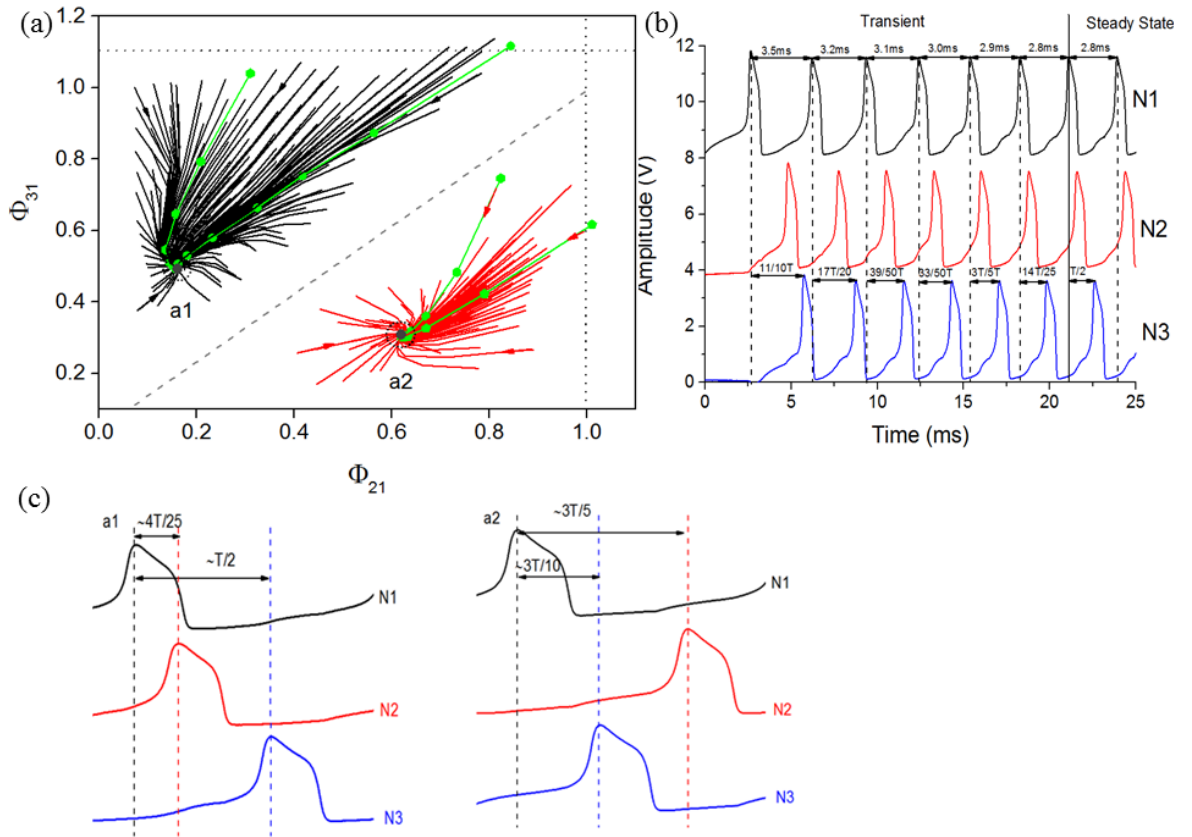 (a)
1.2
1.0
0.8
0.6
0.4
0.2
Φ31
a1
a2
0.0
0.2
0.4
0.6
0.8
1.0
Φ21
(b)
Transient
Steady State
12
8
4
0
Amplitude (V)
3.5ms
3.2ms
3.1ms
3.0ms
2.9ms
2.8ms
2.8ms
N1
N2
11/10T
17T/20
39/50T
33/50T
3T/5T
14T/25
T/2
N3
0
5
10
15
20
25
Time (ms)
(c)
a1
~4T/25
~T/2
N1
N2
N3
a2
~3T/5
~3T/10
N1
N2
N3